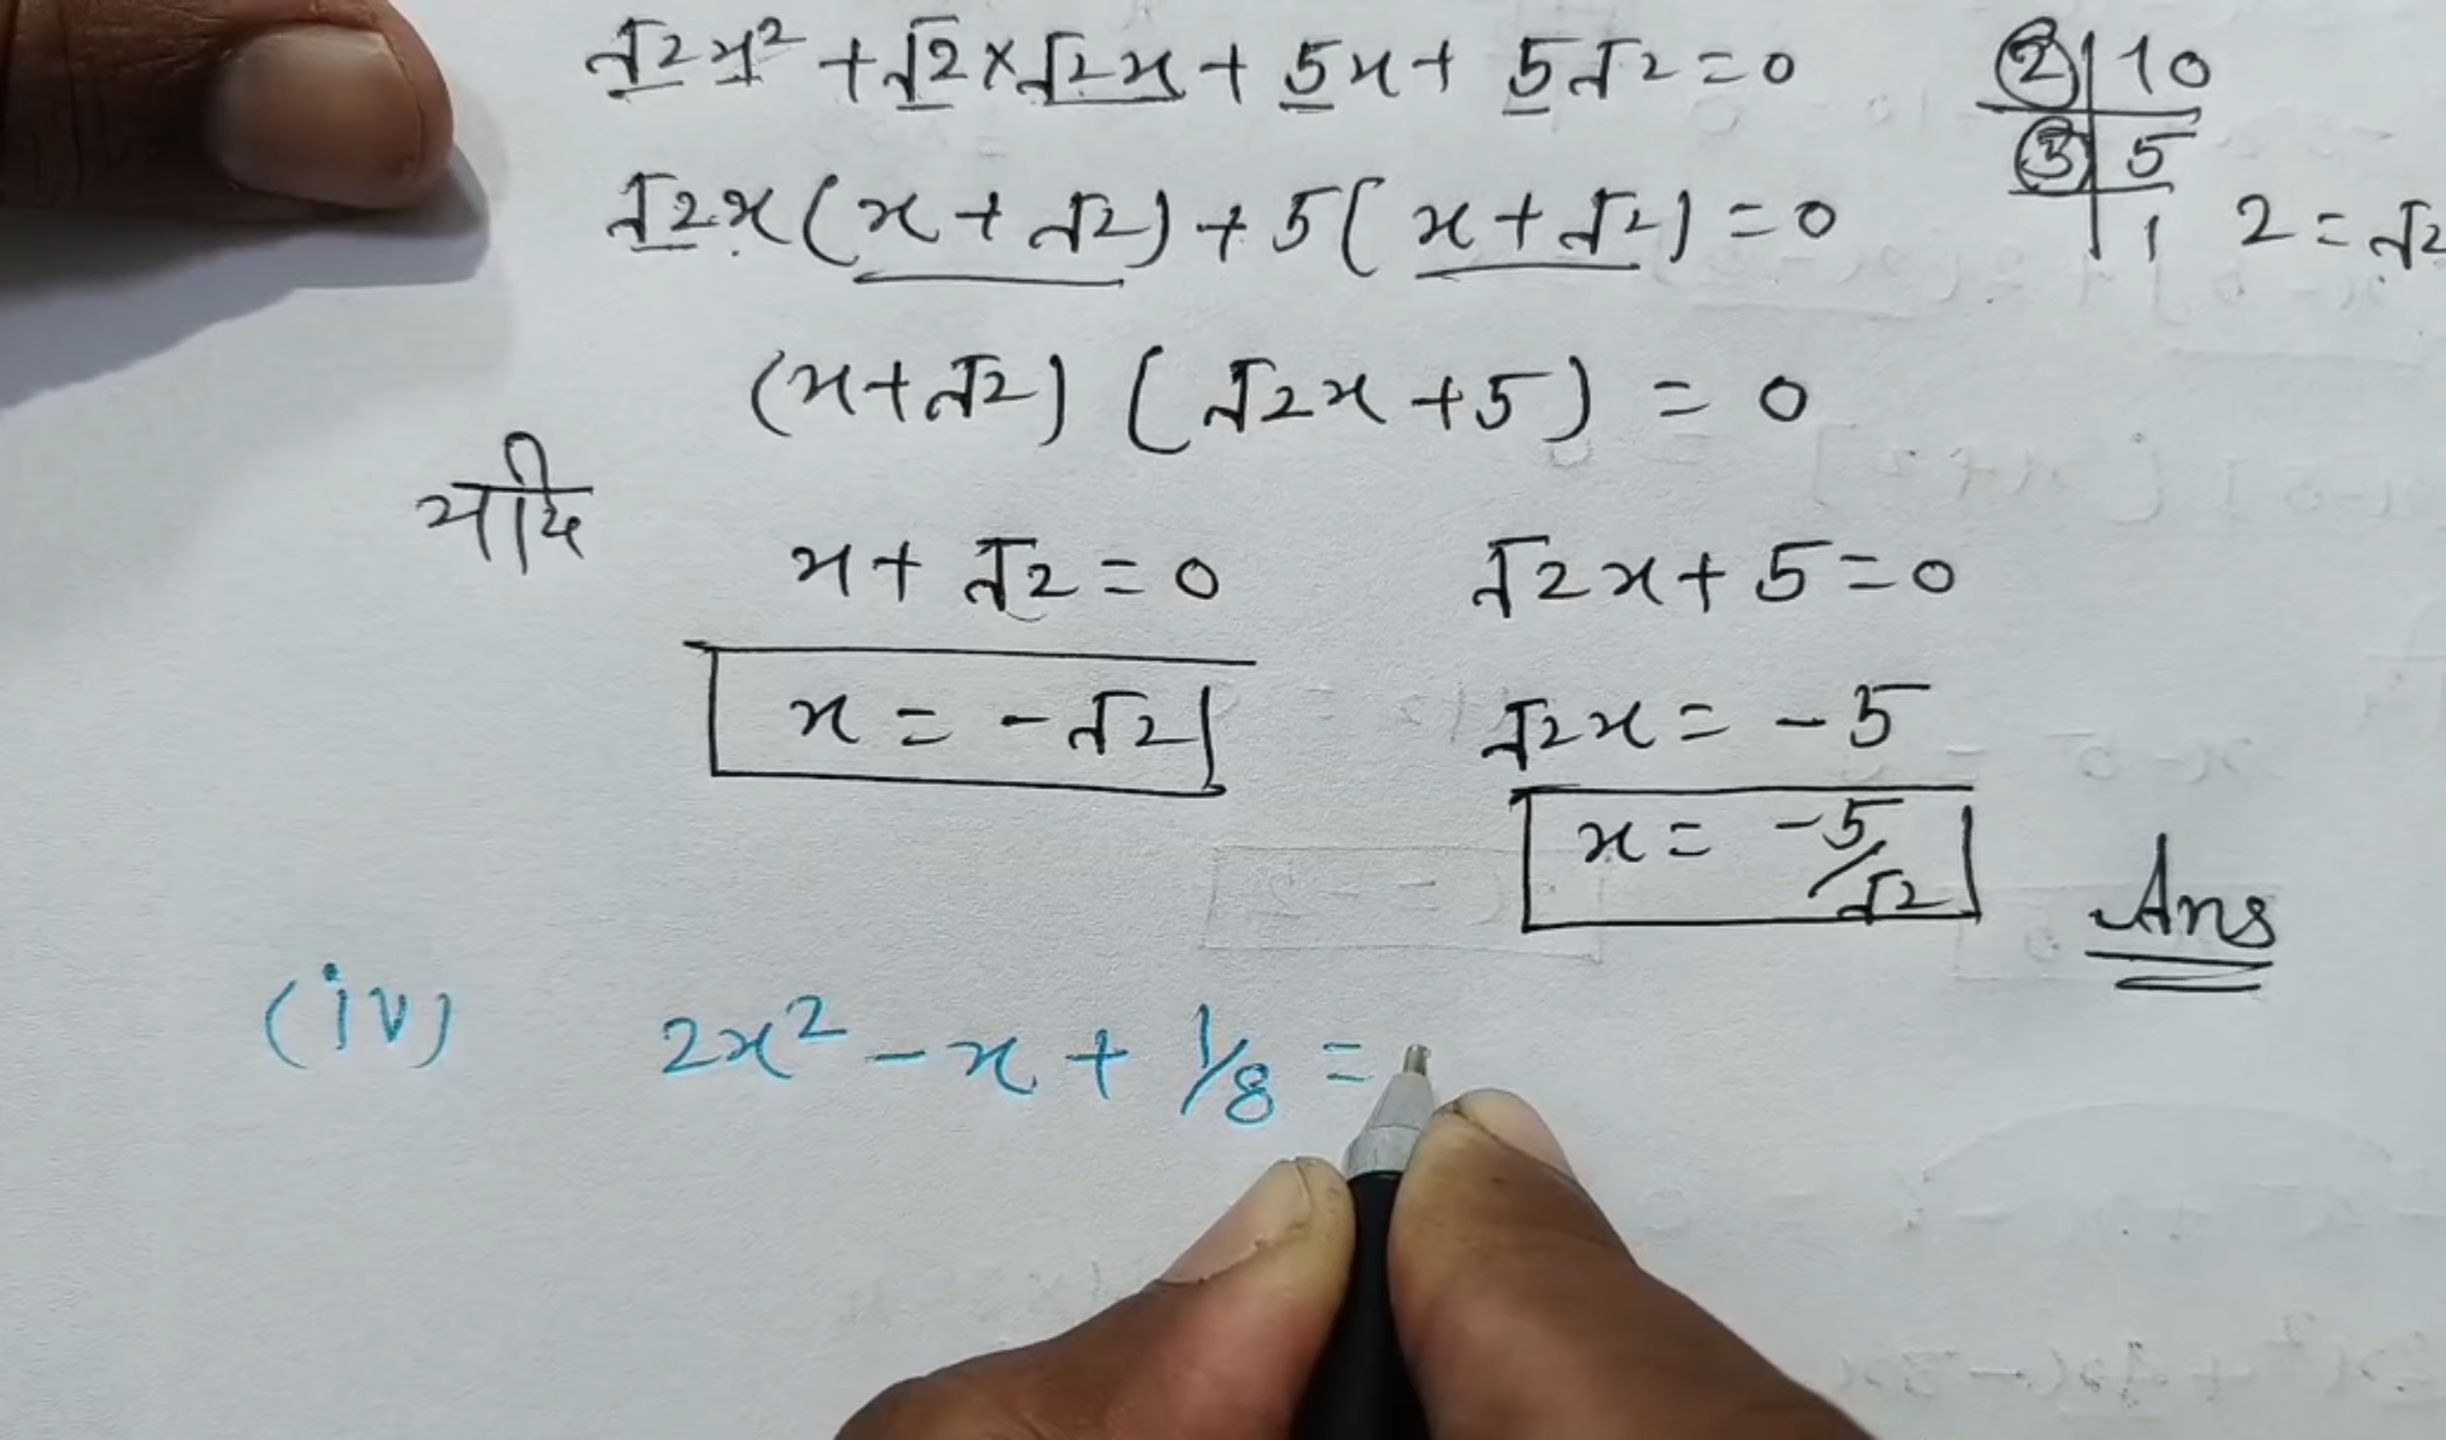 √2x² + √2×√2x + 5x + 5√2 = 0
√2x(x + √2) + 5(x + √2) = 0
(x+√2) (√2x+5) = 0
यदि
x + √2 = 0
x = -√2
√2x + 5 = 0
√2x = -5
x = -5/√2
Ans
2 | 10
5 | 5
1
2 = √2
(iv) 2x² - x + 1/8 =